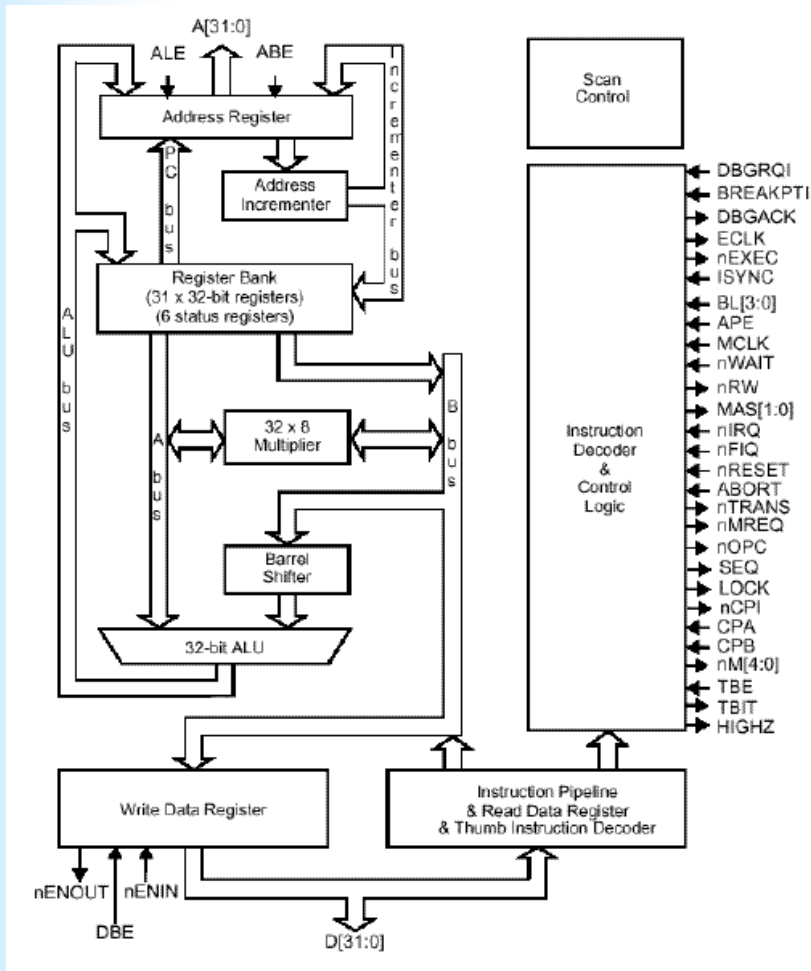 A[31:0]
ALE
ABE
Address Register
Incrementer bus
PC bus
Address
Incrementer
Register Bank
(31 x 32-bit registers)
(6 status registers)
ALU bus
A bus
B bus
32 x 8
Multiplier
Barrel
Shifter
32-bit ALU
Write Data Register
Instruction Pipeline
& Read Data Register
& Thumb Instruction Decoder
nENOUT
nENIN
DBE
D[31:0]
Scan
Control
Instruction
Decoder
&
Control
Logic
DBGRQI
BREAKPTI
DBGACK
ECLK
nEXEC
ISYNC
BL[3:0]
APE
MCLK
nWAIT
nRW
MAS[1:0]
nIRQ
nFIQ
nRESET
ABORT
nTRANS
nMREQ
nOPC
SEQ
LOCK
nCPI
CPA
CPB
nM[4:0]
TBE
TBIT
HIGHZ